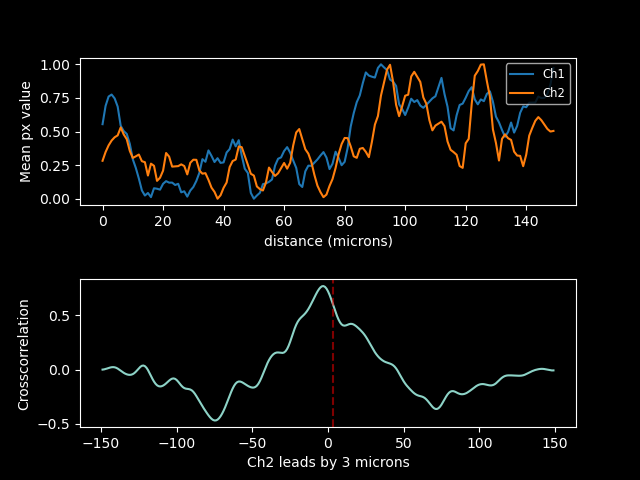 1.00
0.75
0.50
0.25
0.00
Mean px value
Ch1
Ch2
0 20 40 60 80 100 120 140
distance (microns)
0.5
0.0
−0.5
Crosscorrelation
−150 −100 −50 0 50 100 150
Ch2 leads by 3 microns